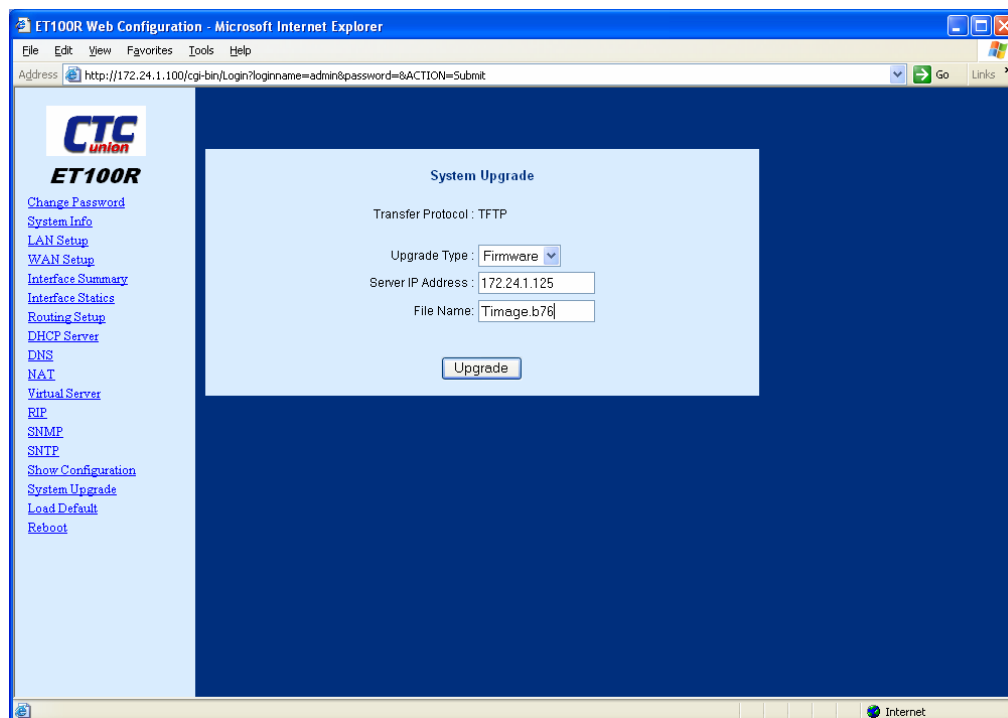 ET100R Web Configuration - Microsoft Internet Explorer
File Edit View Favorites Tools Help
Address http://172.24.1.100/cgi-bin/Login?loginname=admin&password=&ACTION=Submit Go Links
CTC
union
ET100R
Change Password
System Info
LAN Setup
WAN Setup
Interface Summary
Interface Statics
Routing Setup
DHCP Server
DNS
NAT
Virtual Server
RIP
SNMP
SNTP
Show Configuration
System Upgrade
Load Default
Reboot
System Upgrade
Transfer Protocol : TFTP
Upgrade Type : Firmware
Server IP Address : 172.24.1.125
File Name: Timage.b76
Upgrade
Internet